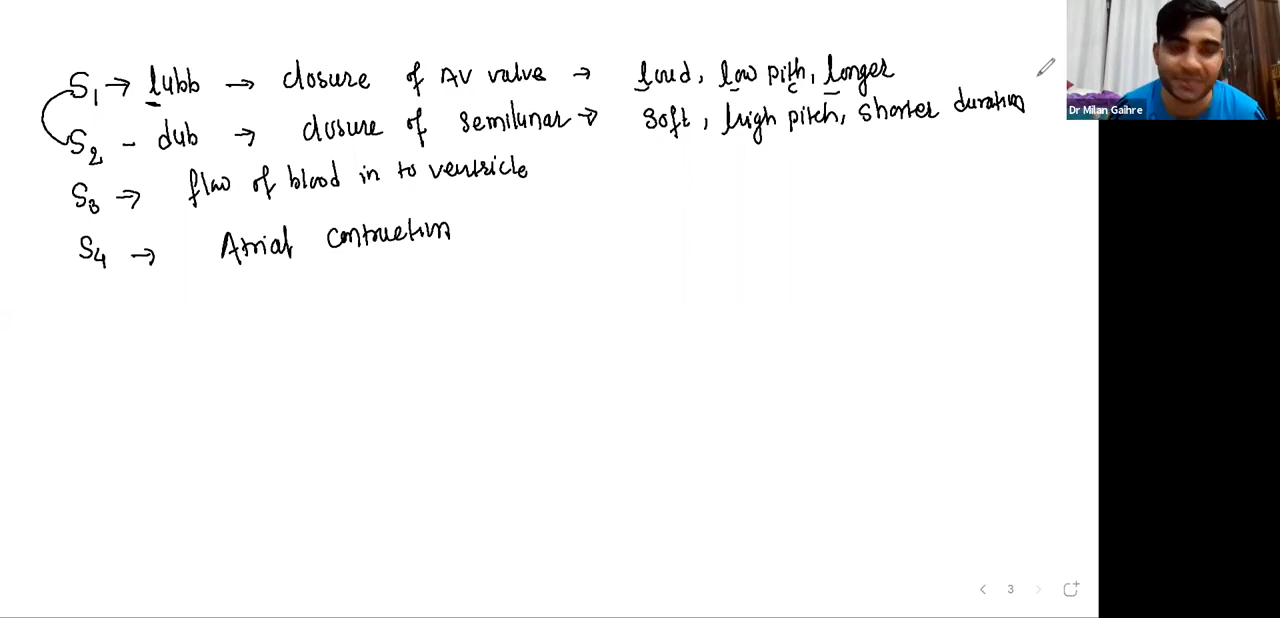 S1 → lubb → closure of AV valve → loud, low pitch, longer
S2 - dub → closure of semilunar → soft, high pitch, shorter duration
S3 → flow of blood in to ventricle
S4 → Atrial contraction
Dr Milan Gaihre
< 3 >